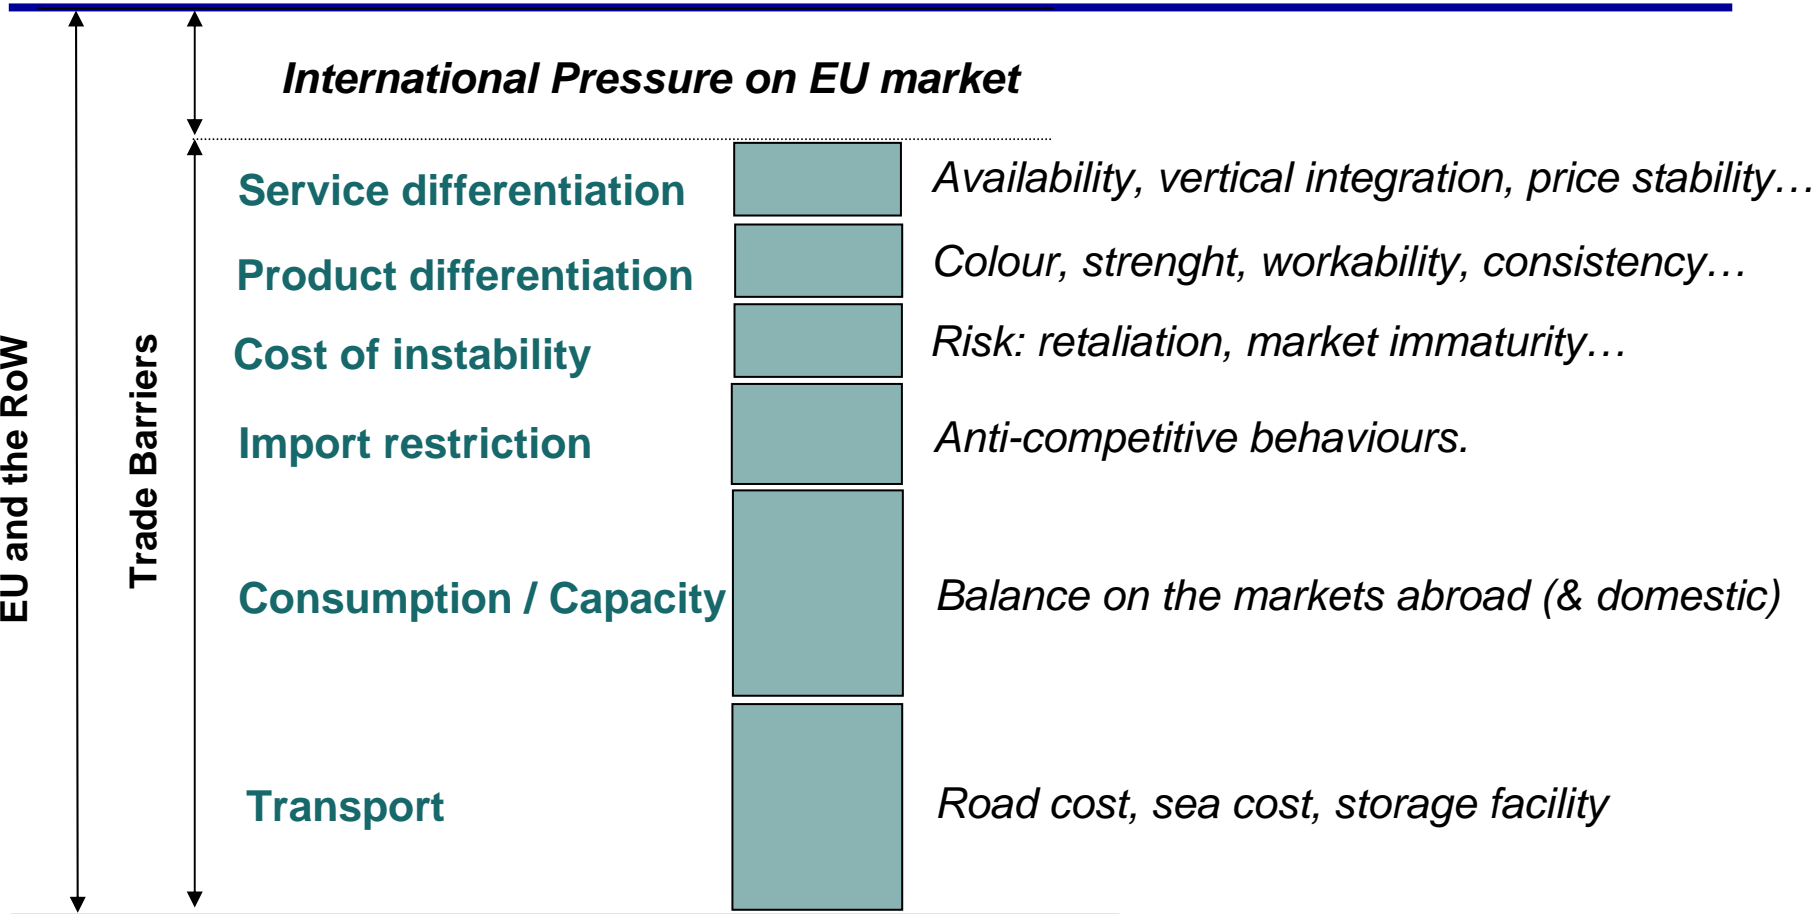 International Pressure on EU market
Service differentiation
Availability, vertical integration, price stability…
Product differentiation
Colour, strenght, workability, consistency…
Cost of instability
Risk: retaliation, market immaturity…
Import restriction
Anti-competitive behaviours.
Consumption / Capacity
Balance on the markets abroad (& domestic)
Transport
Road cost, sea cost, storage facility
EU and the RoW
Trade Barriers